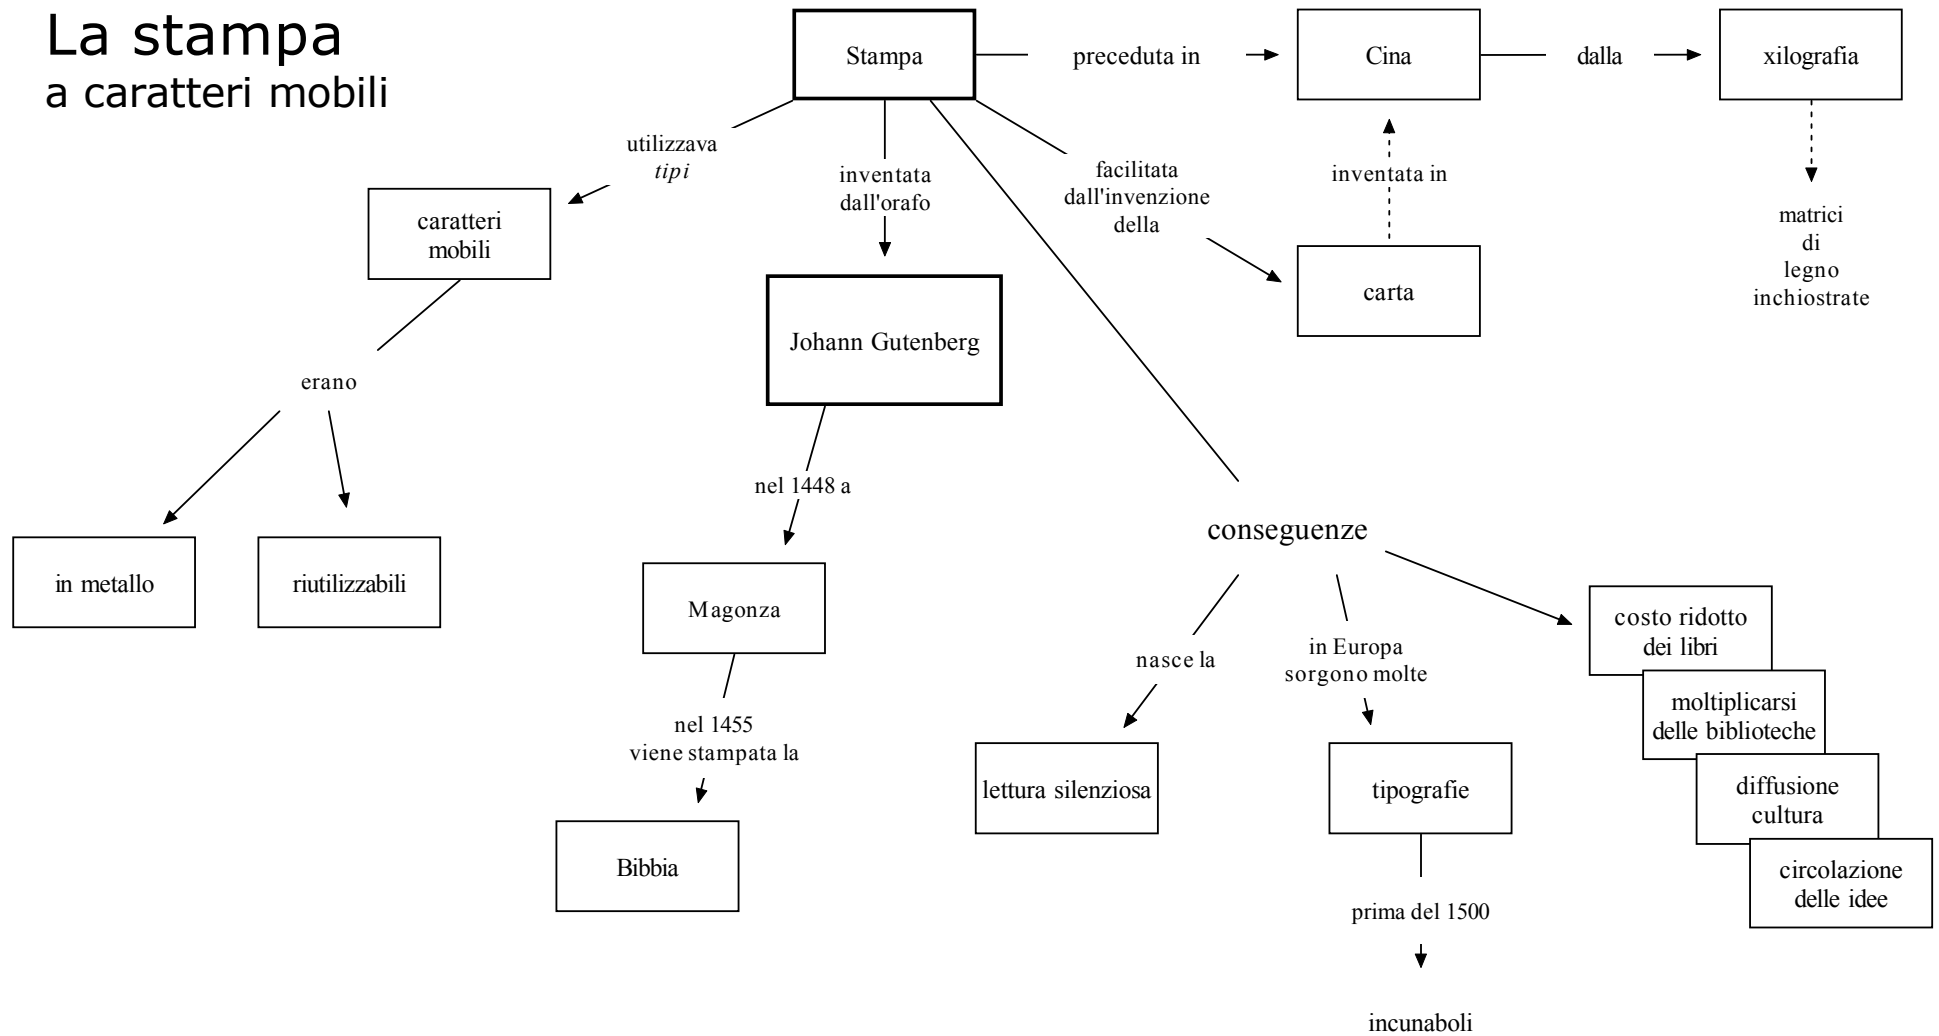 La stampa
a caratteri mobili
Stampa
preceduta in
Cina
dalla
xilografia
utilizzava
tipi
inventata
dall'orafo
facilitata
dall'invenzione
della
inventata in
matrici
di
legno
inchiostrate
caratteri
mobili
carta
Johann Gutenberg
erano
nel 1448 a
conseguenze
in metallo
riutilizzabili
Magonza
nasce la
in Europa
sorgono molte
costo ridotto
dei libri
moltiplicarsi
delle biblioteche
diffusione
cultura
circolazione
delle idee
nel 1455
viene stampata la
lettura silenziosa
tipografie
Bibbia
prima del 1500
incunaboli